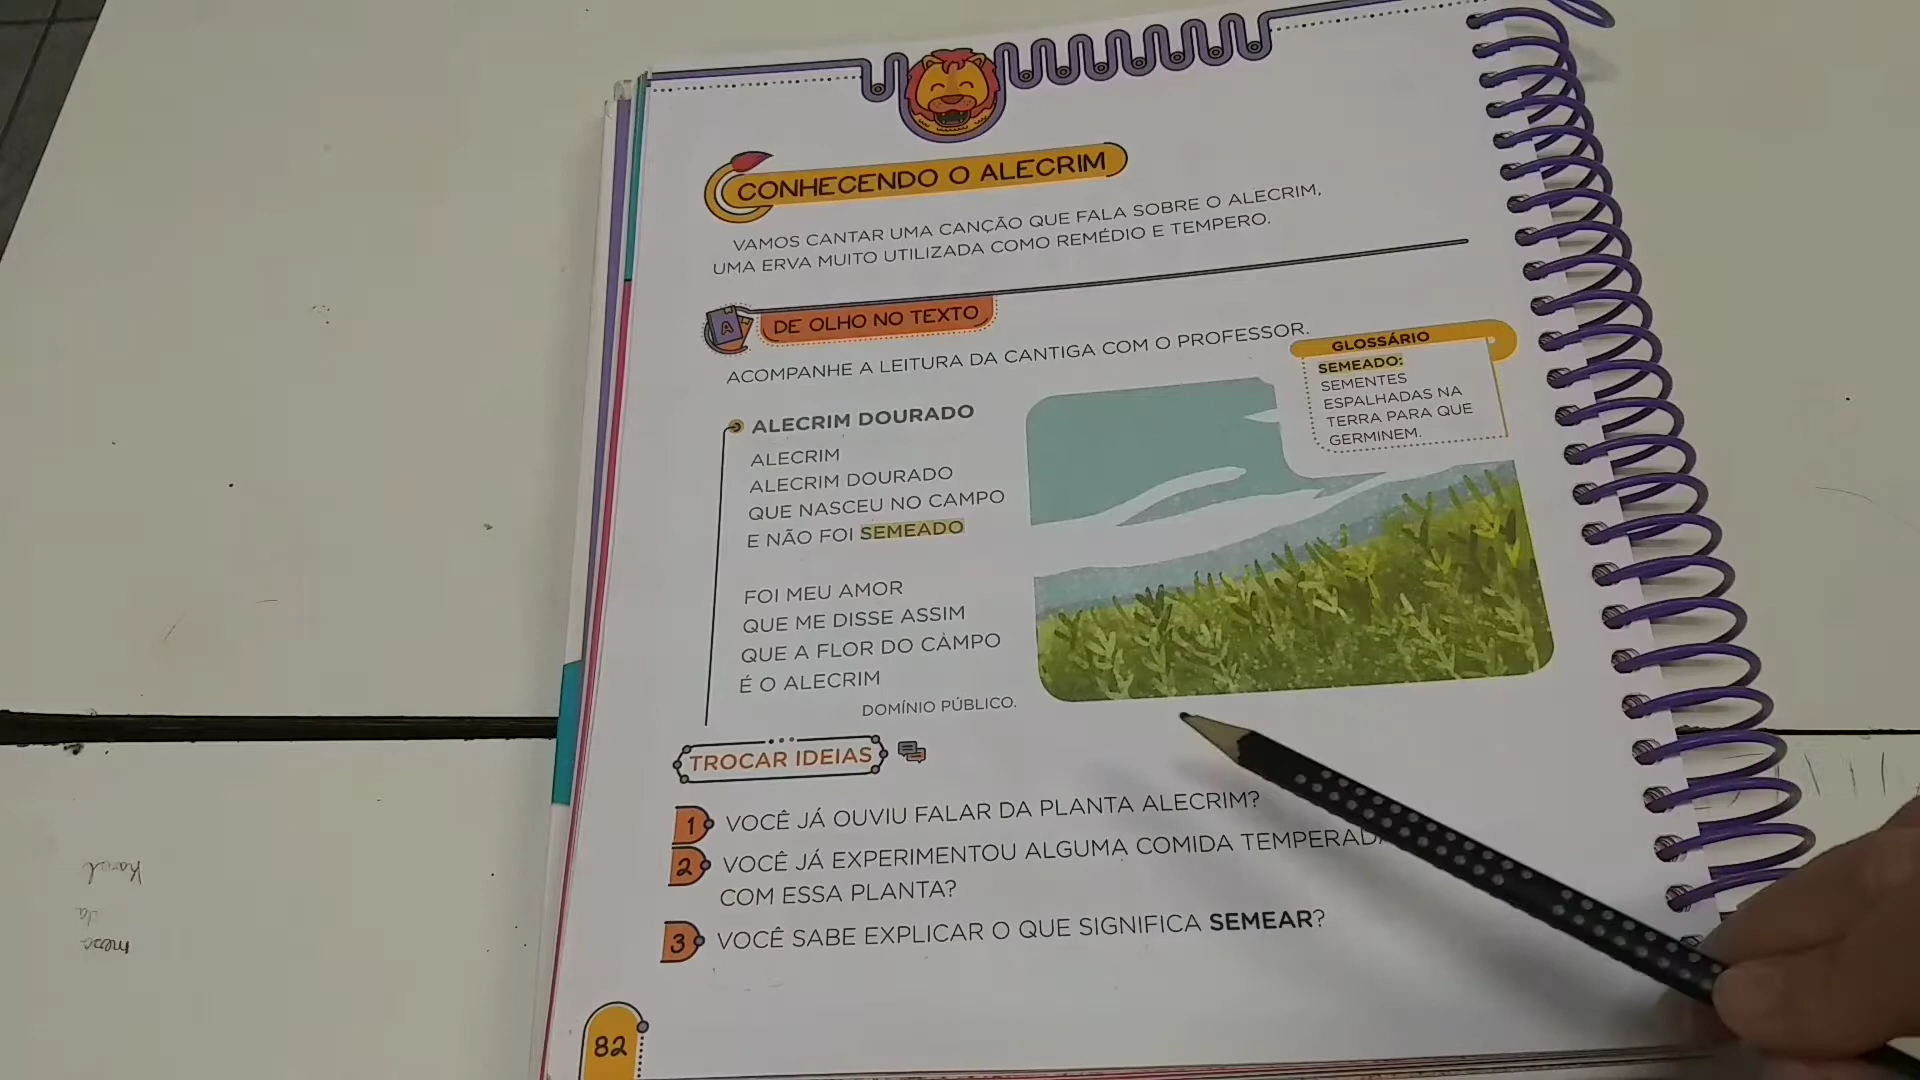 CONHECENDO O ALECRIM
VAMOS CANTAR UMA CANÇÃO QUE FALA SOBRE O ALECRIM,
UMA ERVA MUITO UTILIZADA COMO REMÉDIO E TEMPERO.
A
DE OLHO NO TEXTO
ACOMPANHE A LEITURA DA CANTIGA COM O PROFESSOR.
GLOSSÁRIO
SEMEADO:
SEMENTES
ESPALHADAS NA
TERRA PARA QUE
GERMINEM.
ALECRIM DOURADO
ALECRIM
ALECRIM DOURADO
QUE NASCEU NO CAMPO
E NÃO FOI SEMEADO
FOI MEU AMOR
QUE ME DISSE ASSIM
QUE A FLOR DO CAMPO
É O ALECRIM
DOMÍNIO PÚBLICO.
TROCAR IDEIAS
1 VOCÊ JÁ OUVIU FALAR DA PLANTA ALECRIM?
2 VOCÊ JÁ EXPERIMENTOU ALGUMA COMIDA
COM ESSA PLANTA?
3 VOCÊ SABE EXPLICAR O QUE SIGNIFICA SEMEAR?
82
da
mesa